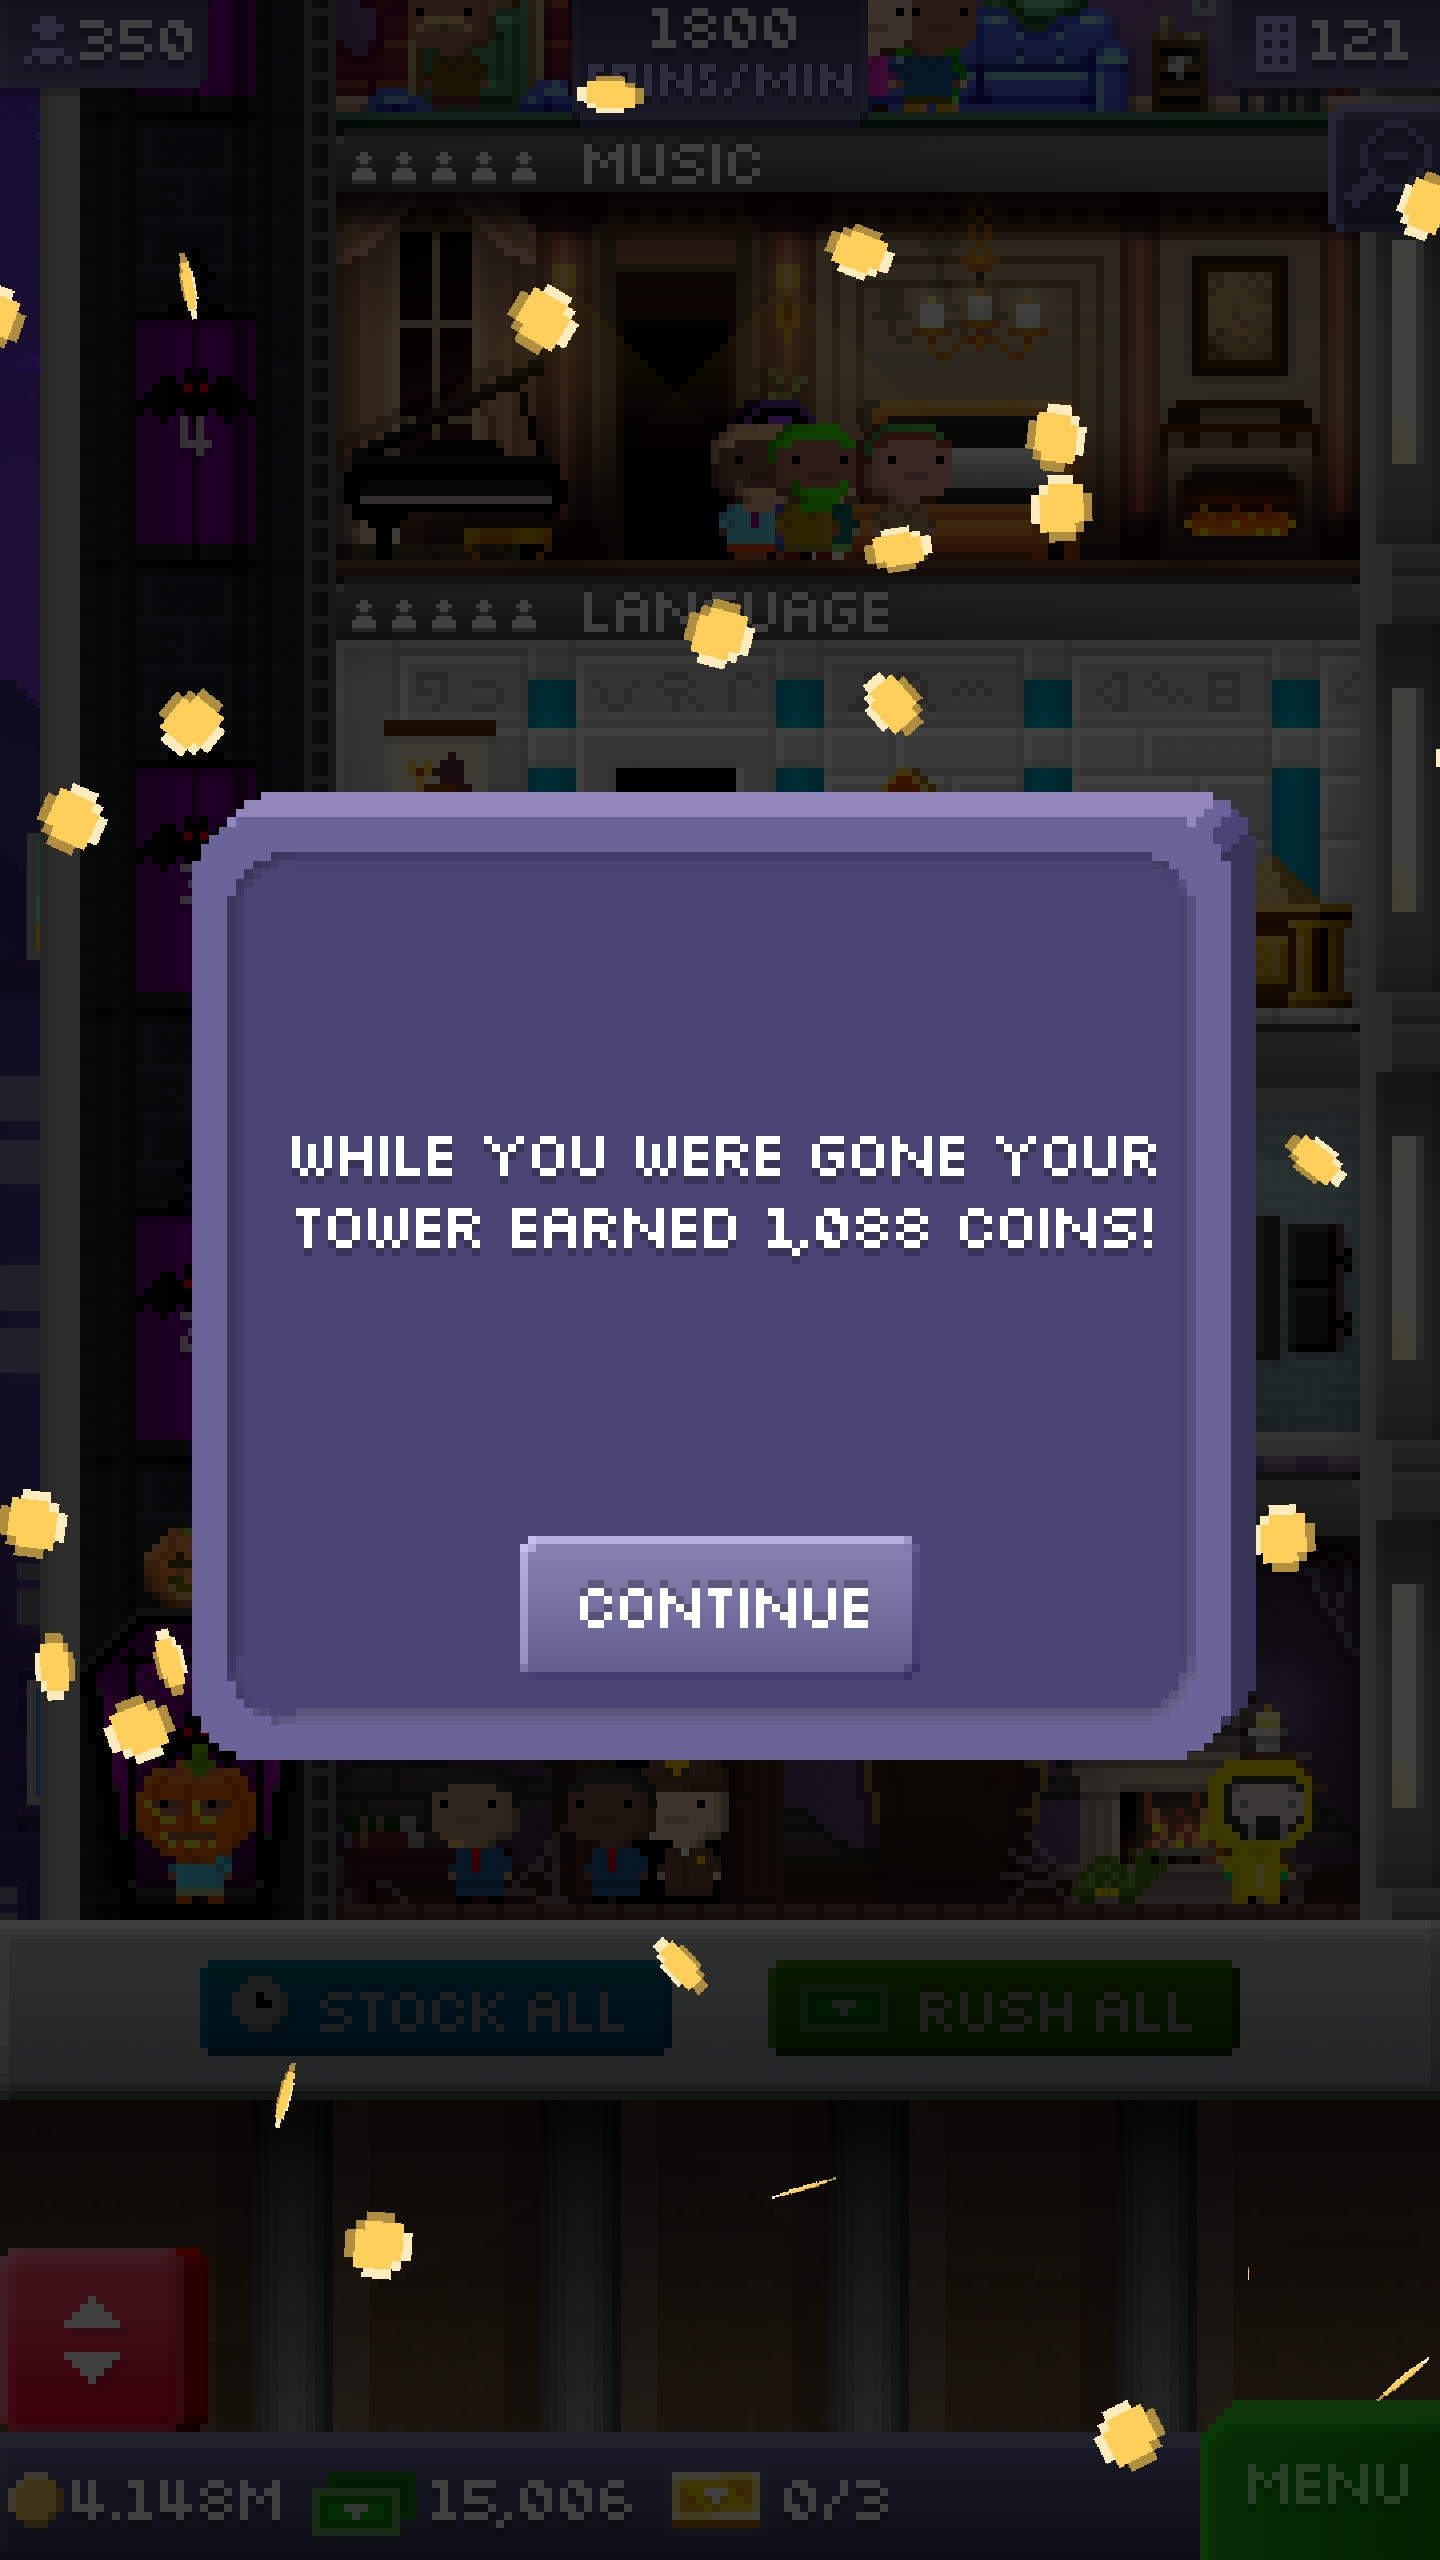 350
1800
COINS/MIN
121
MUSIC
4
LANGUAGE
WHILE YOU WERE GONE YOUR
TOWER EARNED 1,088 COINS!
CONTINUE
STOCK ALL
RUSH ALL
4.148M
15,006
0/3
MENU